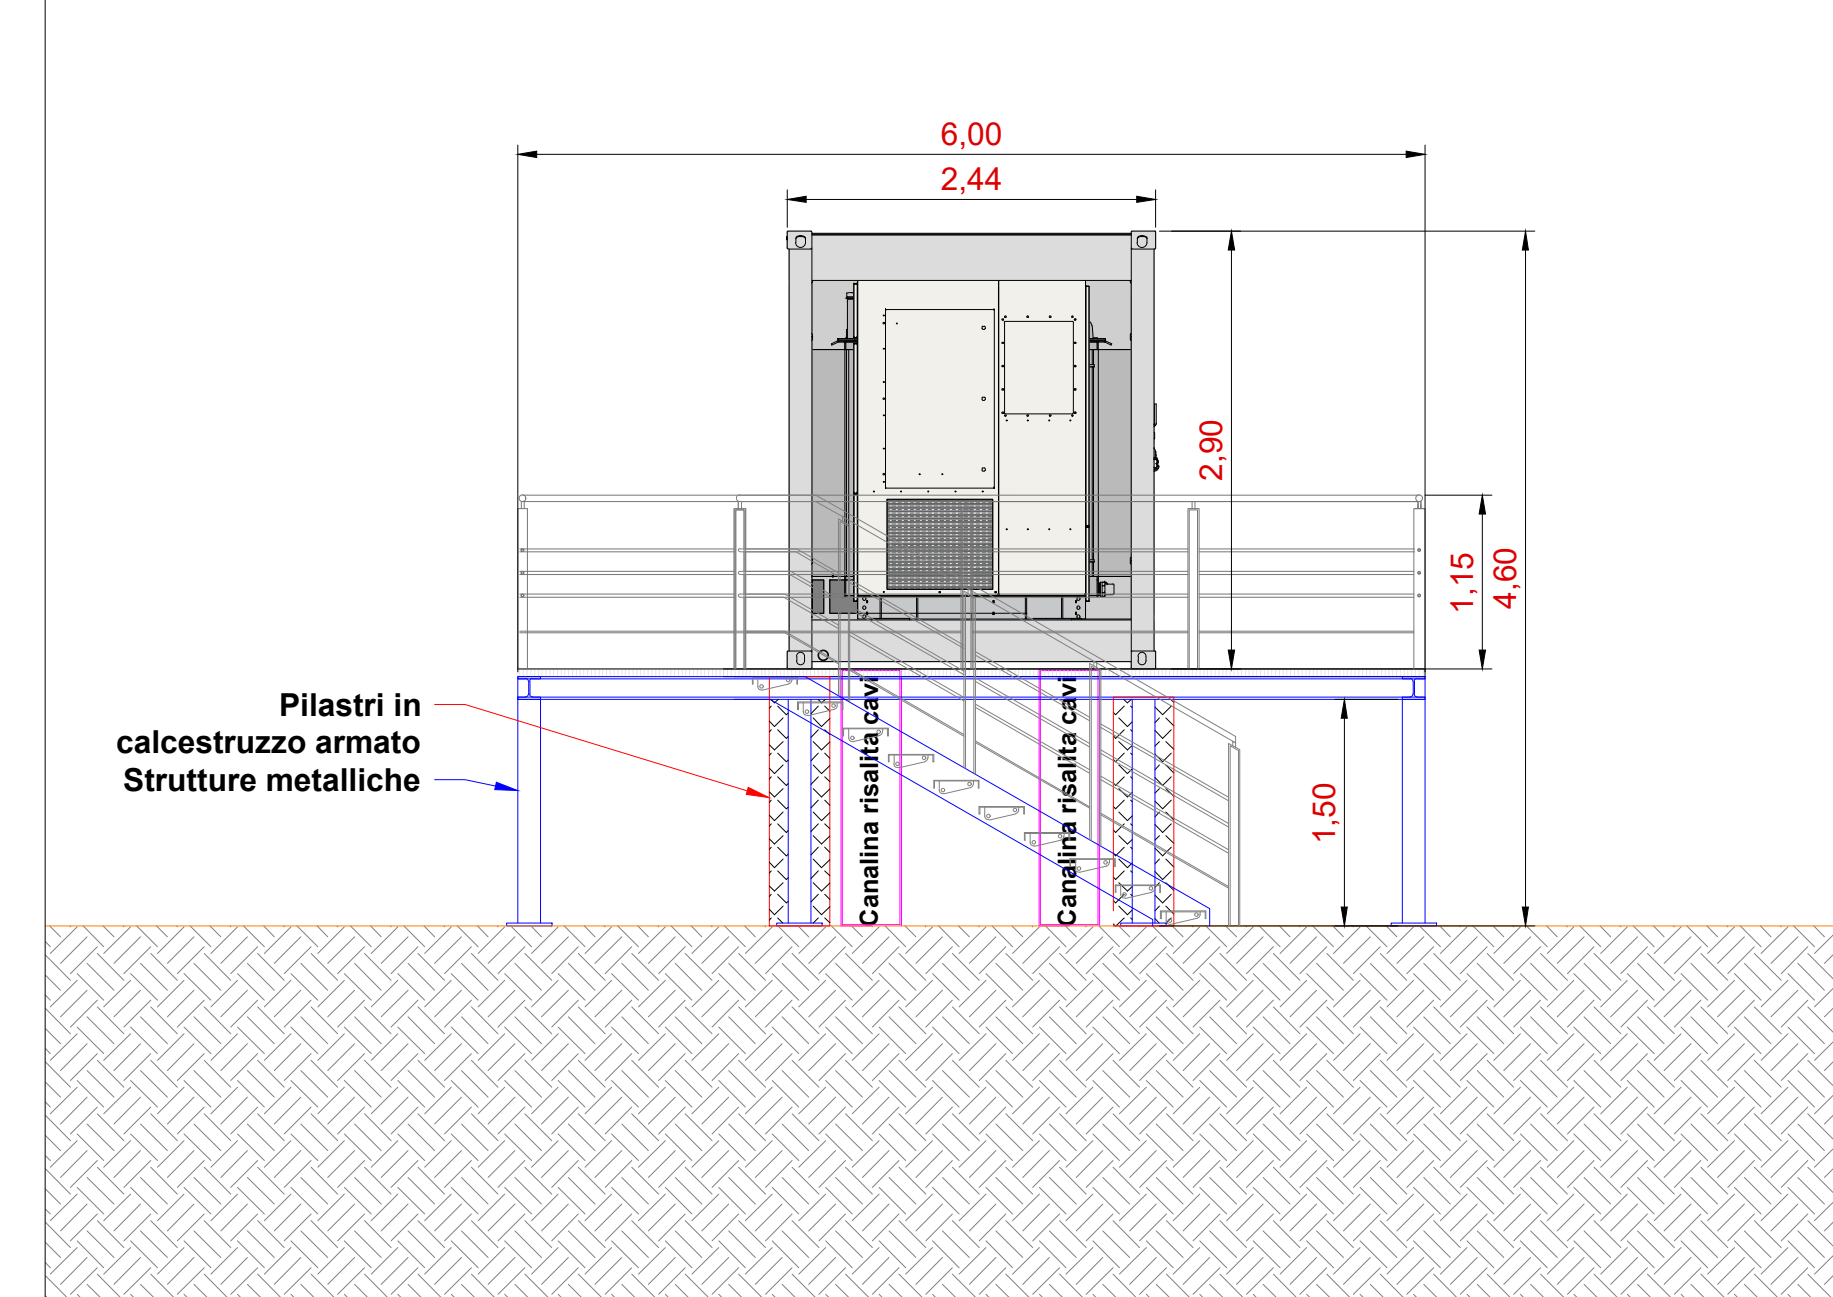 6,00
2,44
2,90
1,15
4,60
Pilastri in
calcestruzzo armato
Strutture metalliche
Canalina risalita cavi
Canalina risalita cavi
1,50